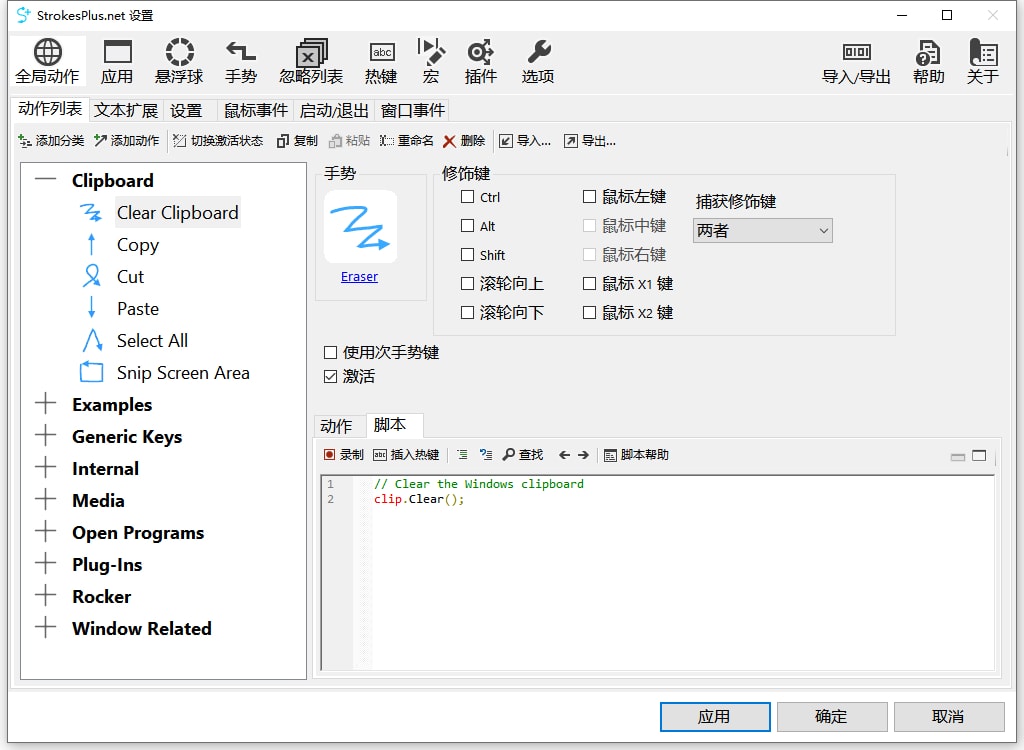 StrokesPlus.net 设置
全局动作 应用 悬浮球 手势 忽略列表 热键 宏 插件 选项 导入/导出 帮助 关于
动作列表 文本扩展 设置 鼠标事件 启动/退出 窗口事件
添加分类 添加动作 切换激活状态 复制 粘贴 重命名 删除 导入... 导出...
Clipboard
Clear Clipboard
Copy
Cut
Paste
Select All
Snip Screen Area
Examples
Generic Keys
Internal
Media
Open Programs
Plug-Ins
Rocker
Window Related
手势
Eraser
修饰键
Ctrl 鼠标左键 捕获修饰键
Alt 鼠标中键 两者
Shift 鼠标右键
滚轮向上 鼠标 X1 键
滚轮向下 鼠标 X2 键
使用次手势键
激活
动作 脚本
录制 abc 插入热键 查找 脚本帮助
1 // Clear the Windows clipboard
2 clip.Clear();
应用 确定 取消